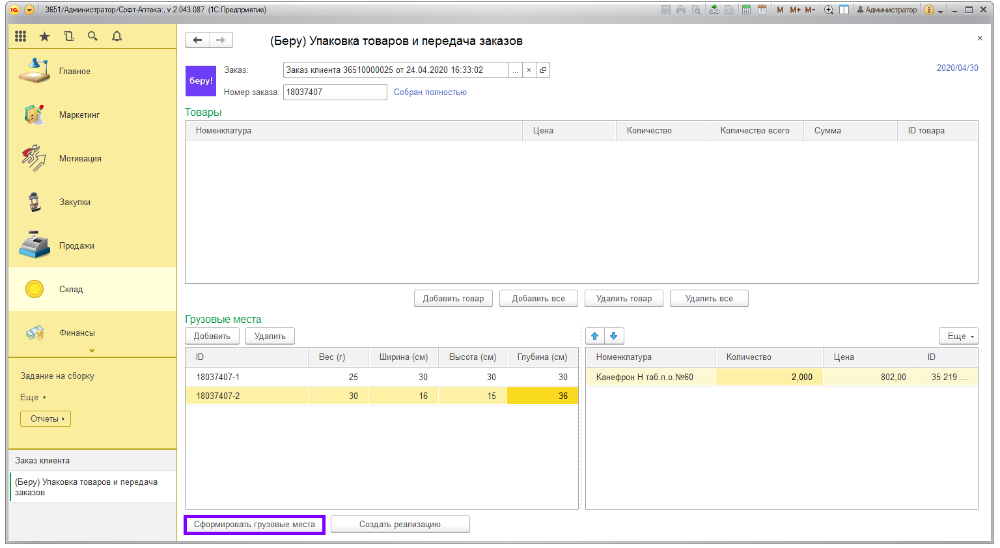 3651/Администратор/Софт-Аптека:, v.2.043.087 (1С:Предприятие)
31
M M+ M-
Администратор
Главное
Маркетинг
Мотивация
Закупки
Продажи
Склад
Финансы
Задание на сборку
Еще
Отчеты
Заказ клиента
(Беру) Упаковка товаров и передача
заказов
(Беру) Упаковка товаров и передача заказов
беру!
Заказ: Заказ клиента 36510000025 от 24.04.2020 16:33:02 ... ×
2020/04/30
Номер заказа: 18037407 Собран полностью
Товары
Номенклатура Цена Количество Количество всего Сумма ID товара
Добавить товар Добавить все Удалить товар Удалить все
Грузовые места
Добавить Удалить
ID Вес (г) Ширина (см) Высота (см) Глубина (см)
18037407-1 25 30 30 30
18037407-2 30 16 15 36
Еще
Номенклатура Количество Цена ID
Канефрон Н таб.п.о.№60 2,000 802,00 35 219 ...
Сформировать грузовые места Создать реализацию